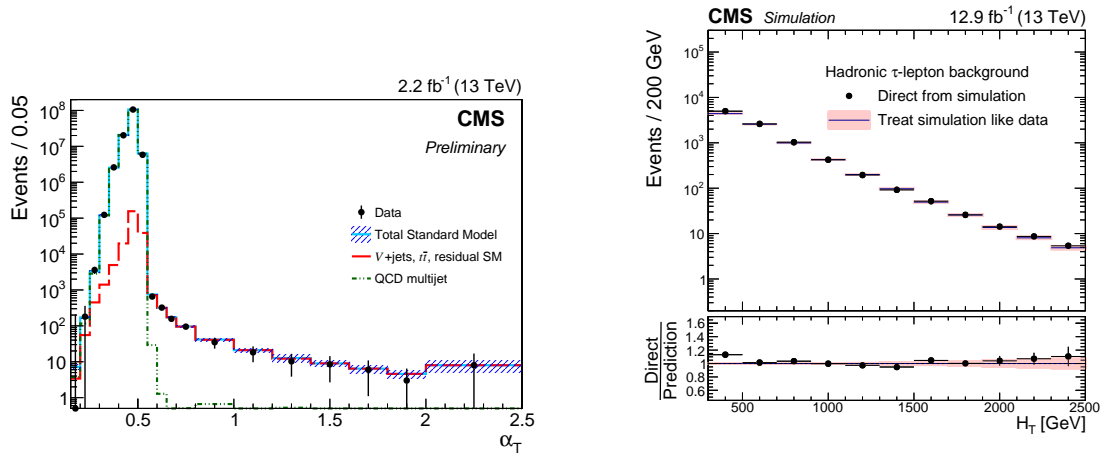 2.2 fb⁻¹ (13 TeV)
CMS
Preliminary
Events / 0.05
10⁸
10⁷
10⁶
10⁵
10⁴
10³
10²
10
1
Data
Total Standard Model
V+jets, tt̄, residual SM
QCD multijet
0.5 1 1.5 2 2.5
α_T
CMS Simulation 12.9 fb⁻¹ (13 TeV)
Events / 200 GeV
10⁵
10⁴
10³
10²
10
1
Hadronic τ-lepton background
Direct from simulation
Treat simulation like data
Direct
Prediction
1.6
1.4
1.2
1.0
0.8
0.6
500 1000 1500 2000 2500
H_T [GeV]